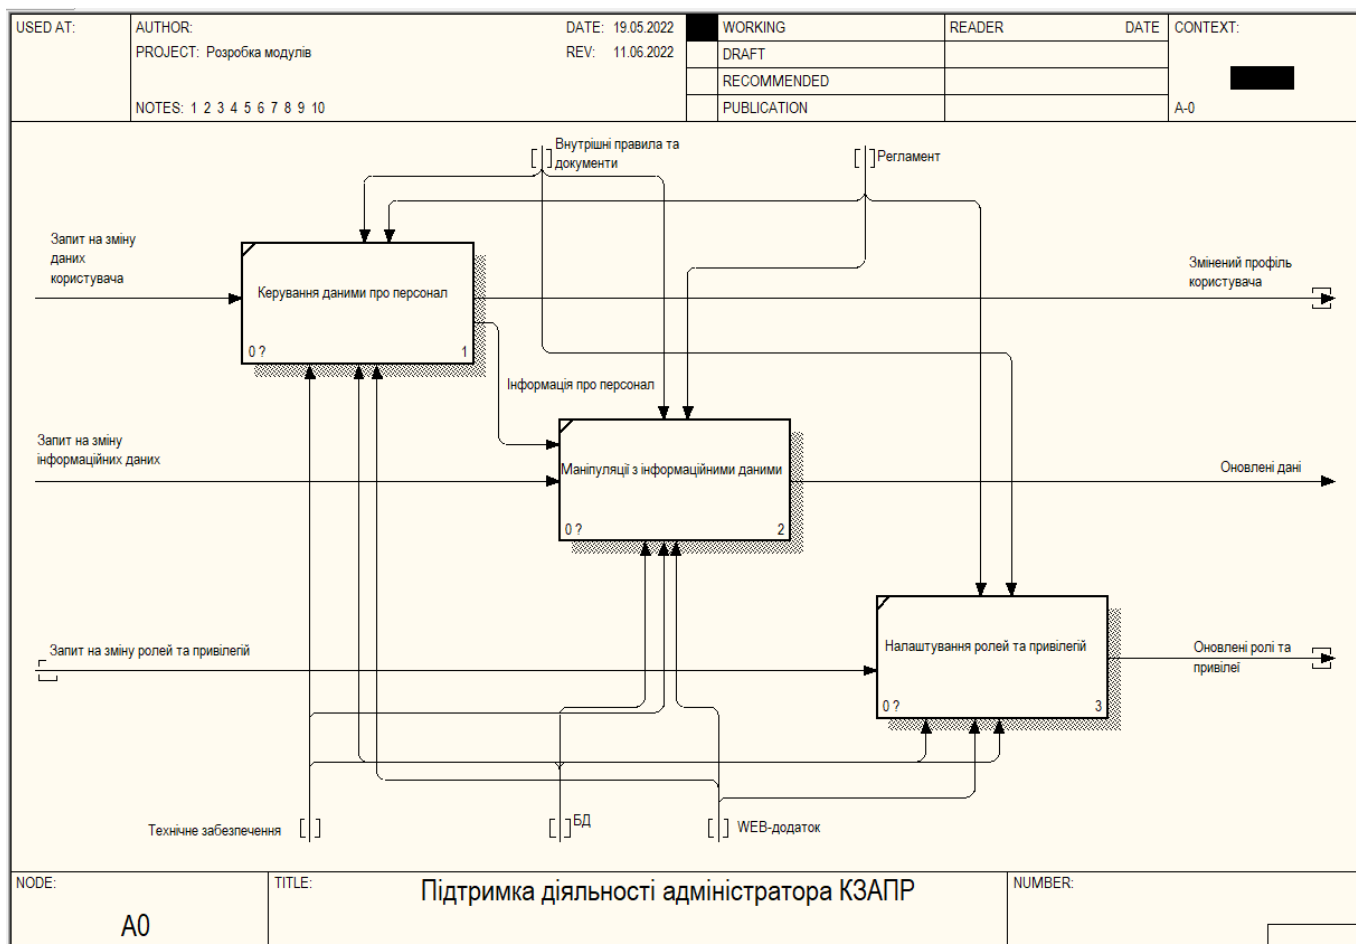 USED AT:
AUTHOR:
DATE: 19.05.2022
WORKING
READER
DATE
CONTEXT:
PROJECT: Розробка модулів
REV: 11.06.2022
DRAFT
RECOMMENDED
NOTES: 1 2 3 4 5 6 7 8 9 10
PUBLICATION
A-0
Внутрішні правила та
документи
Регламент
Запит на зміну
даних
користувача
Керування даними про персонал
0 ?
1
Змінений профіль
користувача
Інформація про персонал
Запит на зміну
інформаційних даних
Маніпуляції з інформаційними даними
0 ?
2
Оновлені дані
Запит на зміну ролей та привілегій
Налаштування ролей та привілегій
0 ?
3
Оновлені ролі та
привілеї
Технічне забезпечення
БД
WEB-додаток
NODE:
A0
TITLE:
Підтримка діяльності адміністратора КЗАПР
NUMBER: